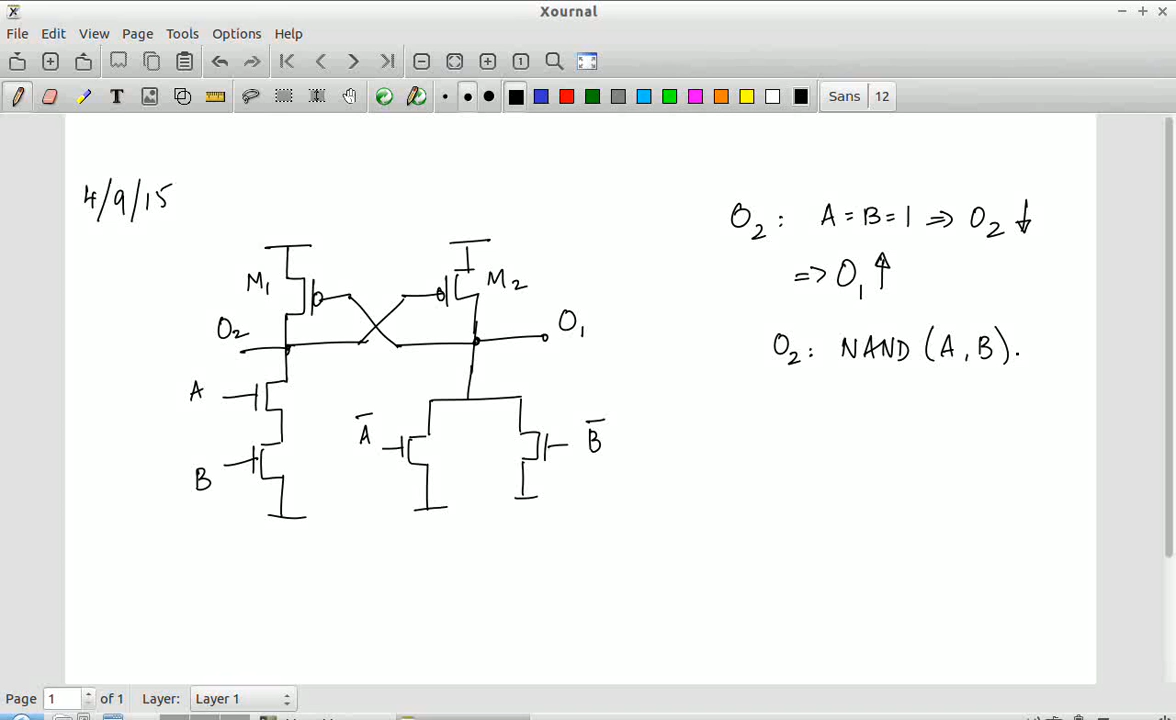 Xournal
File Edit View Page Tools Options Help
Sans 12
4/9/15
O₂ : A = B = 1 ⇒ O₂ ↓
⇒ O₁ ↑
O₂ : NAND (A, B).
M₁ M₂
O₂ O₁
A
B
A̅ B̅
Page 1 of 1 Layer: Layer 1